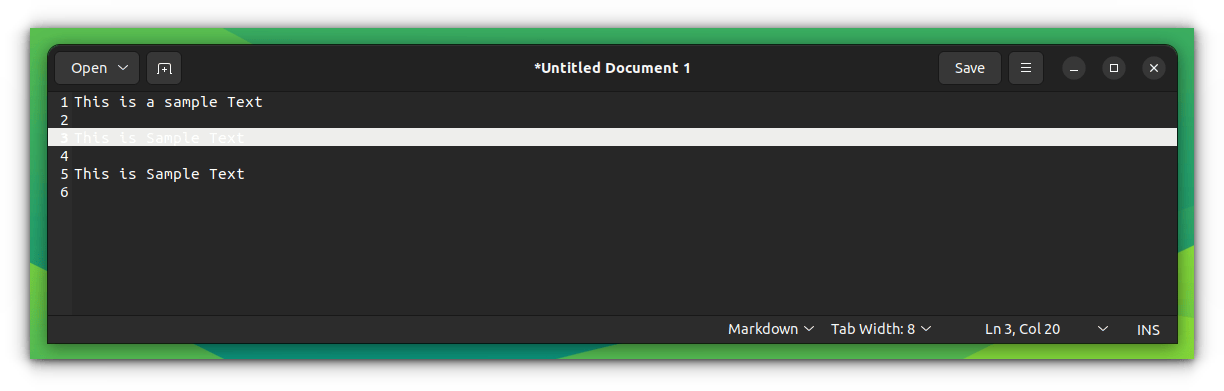 Open
*Untitled Document 1
Save
1 This is a sample Text
2
3 This is Sample Text
4
5 This is Sample Text
6
Markdown Tab Width: 8 Ln 3, Col 20 INS